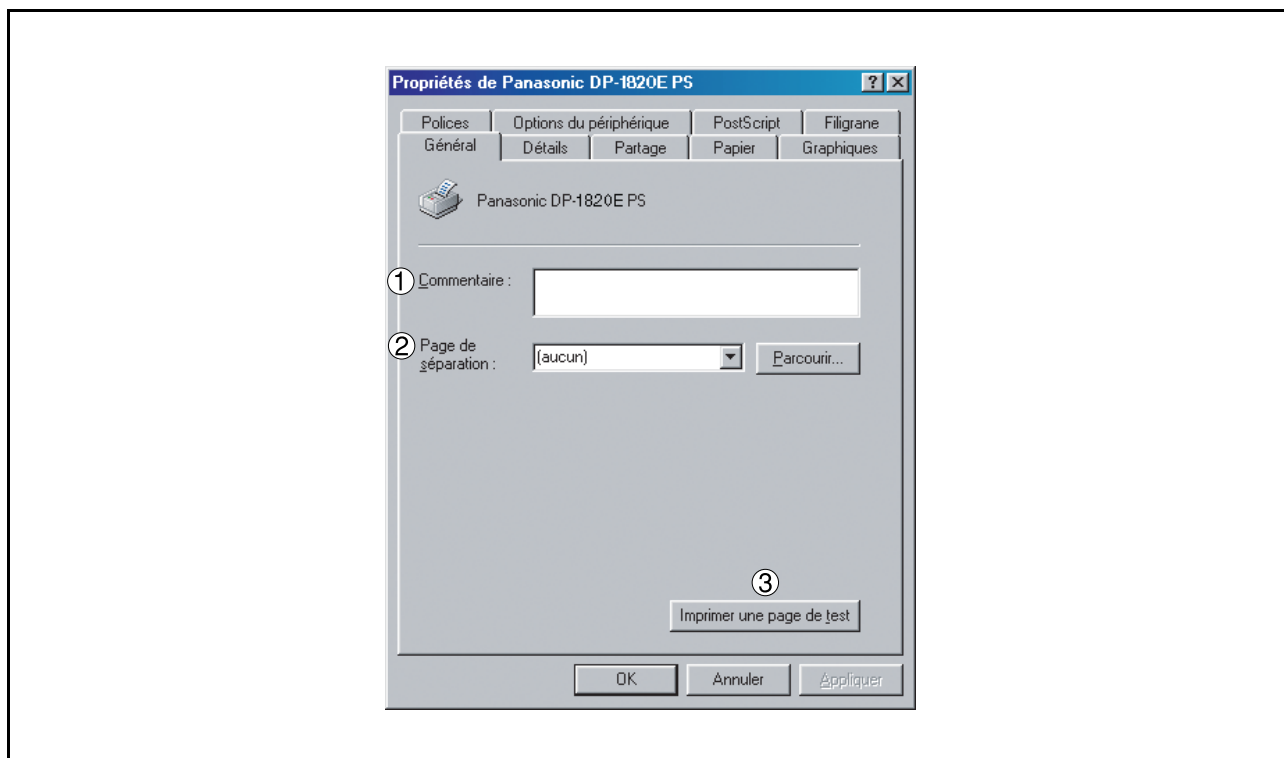 Propriétés de Panasonic DP-1820E PS
Polices Options du périphérique PostScript Filigrane
Général Détails Partage Papier Graphiques
Panasonic DP-1820E PS
① Commentaire :
② Page de
séparation :
(aucun) Parcourir...
③
Imprimer une page de test
OK Annuler Appliquer